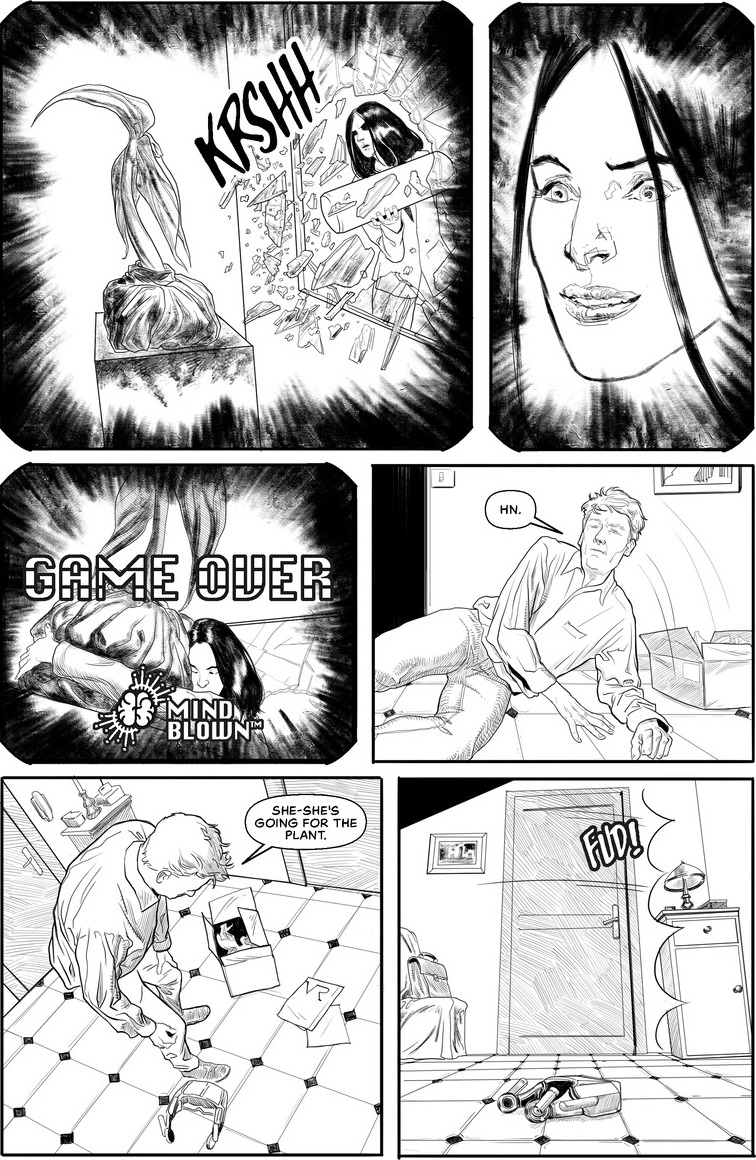 KRSHH
GAME OVER
MIND
BLOWN™
HN.
SHE-SHE'S
GOING FOR THE
PLANT.
FUD!